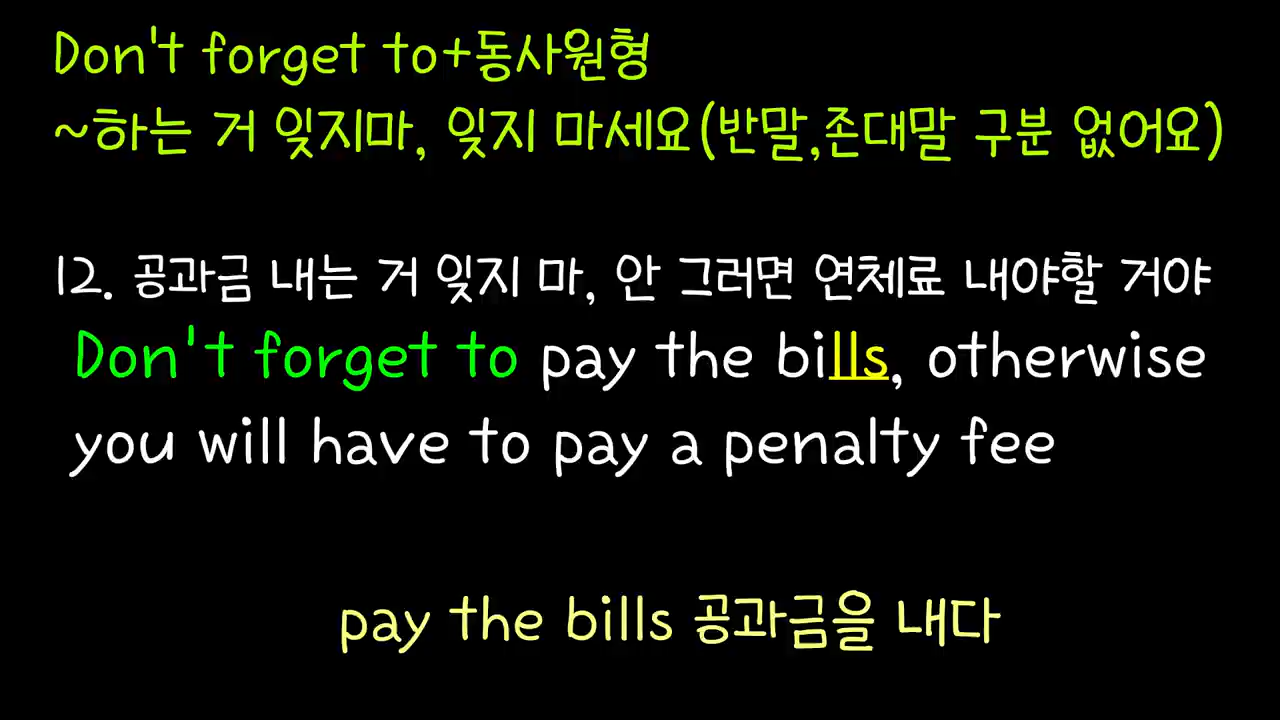 Don't forget to+동사원형
~하는 거 잊지마, 잊지 마세요(반말,존대말 구분 없어요)
12. 공과금 내는 거 잊지 마, 안 그러면 연체료 내야할 거야
Don't forget to pay the bills, otherwise
you will have to pay a penalty fee
pay the bills 공과금을 내다